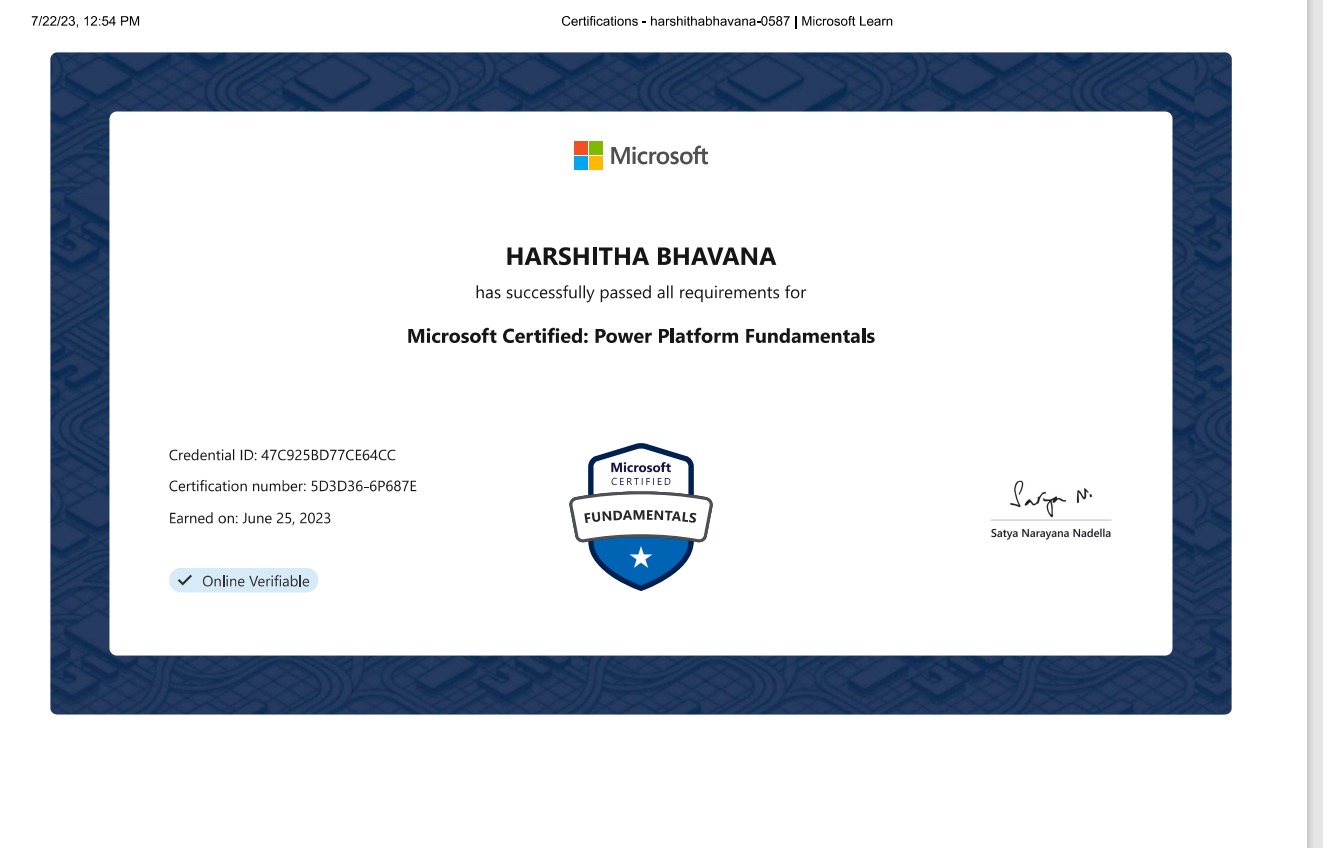 7/22/23, 12:54 PM Certifications - harshithabhavana-0587 | Microsoft Learn
Microsoft
HARSHITHA BHAVANA
has successfully passed all requirements for
Microsoft Certified: Power Platform Fundamentals
Credential ID: 47C925BD77CE64CC
Certification number: 5D3D36-6P687E
Earned on: June 25, 2023
Online Verifiable
Microsoft
CERTIFIED
FUNDAMENTALS
Satya N.
Satya Narayana Nadella